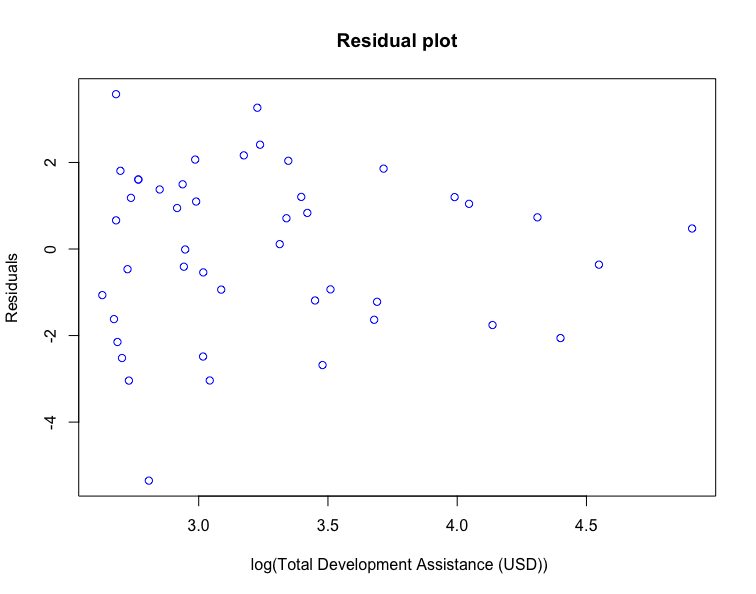 Residual plot
Residuals
2
0
-2
-4
3.0 3.5 4.0 4.5
log(Total Development Assistance (USD))